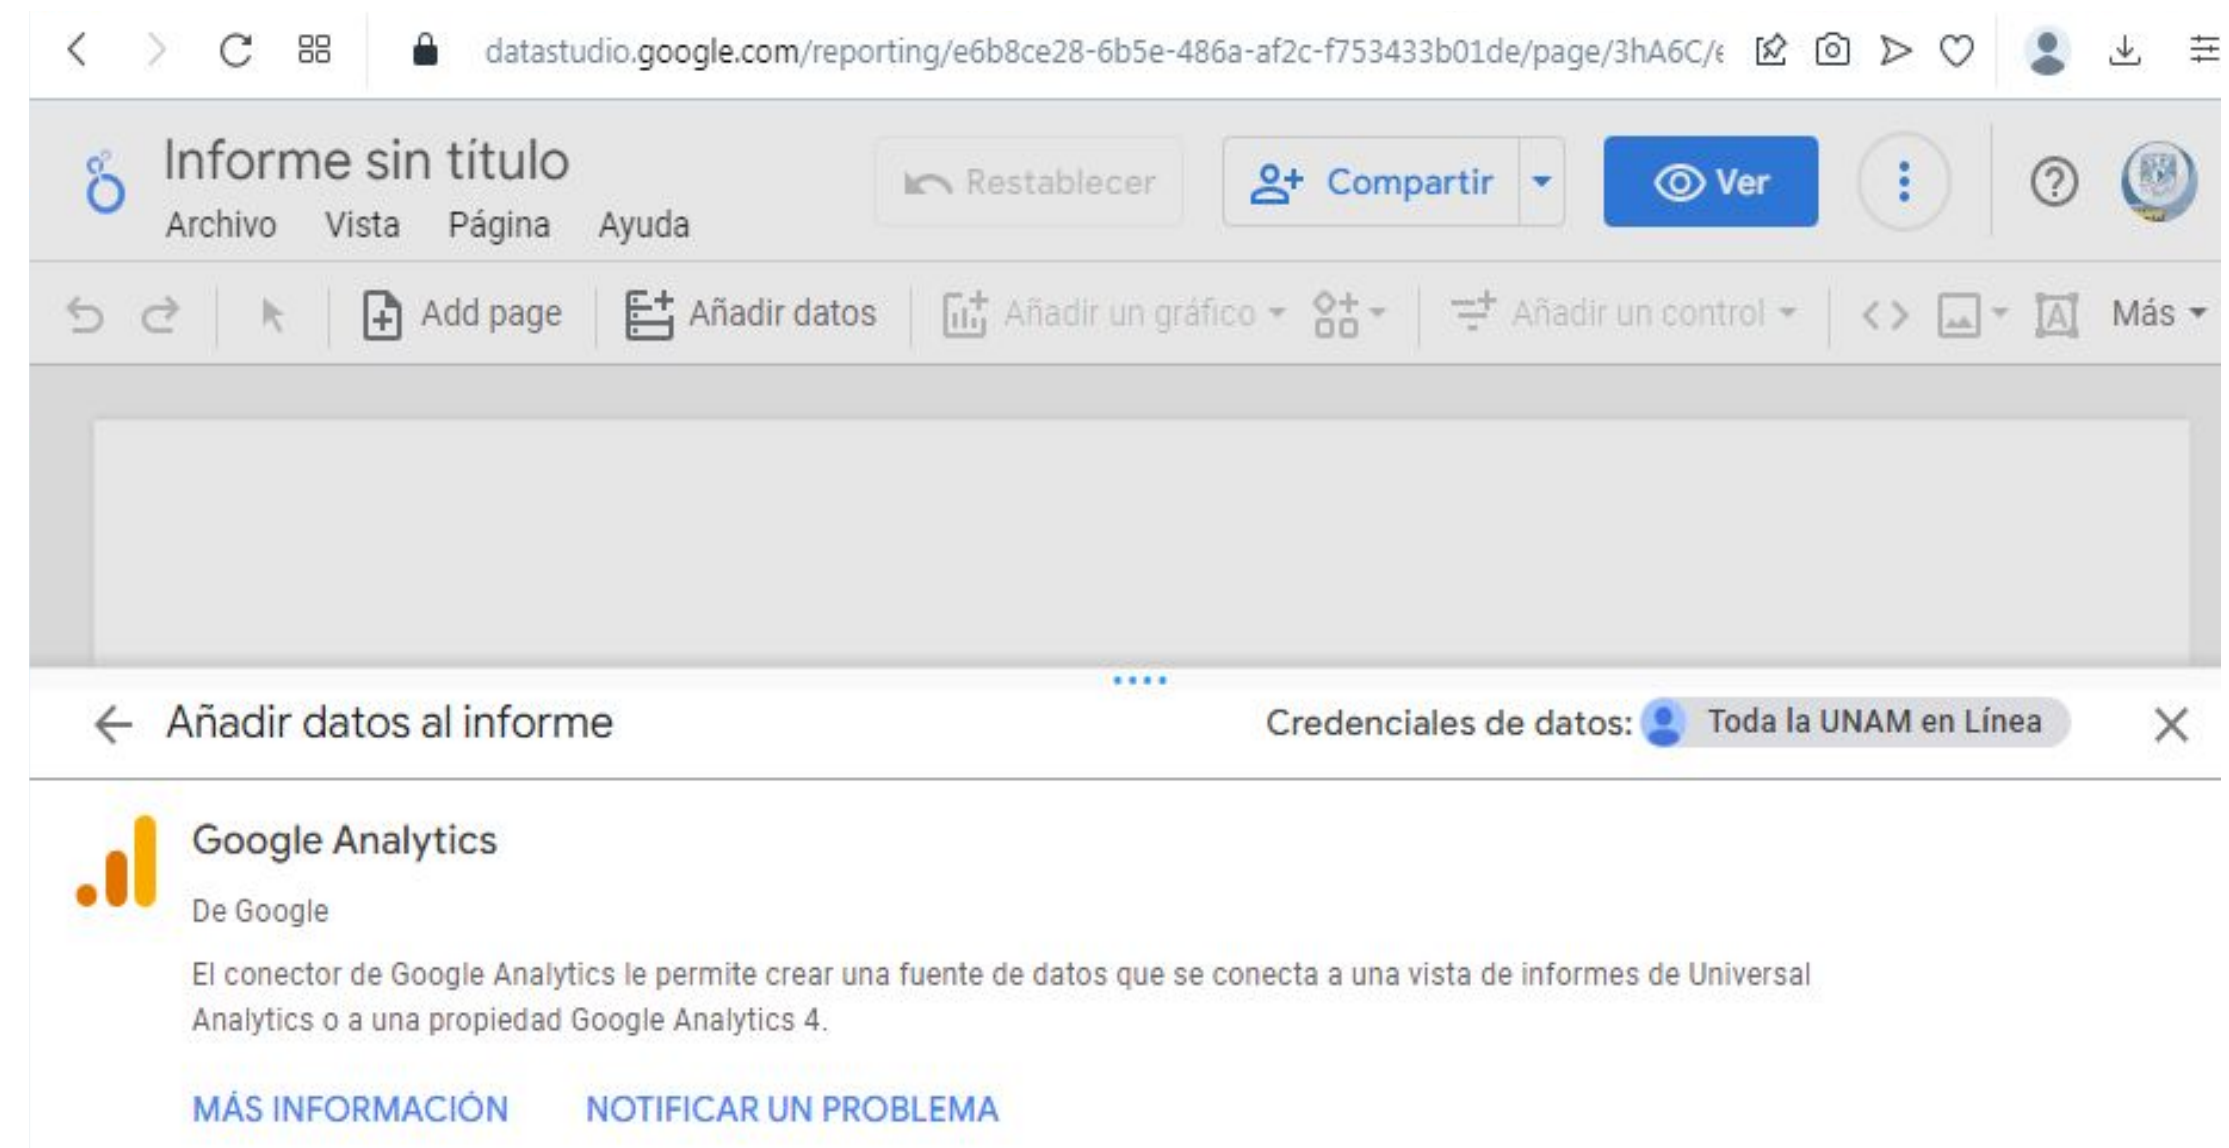 datastudio.google.com/reporting/e6b8ce28-6b5e-486a-af2c-f753433b01de/page/3hA6C/e
Informe sin título
Restablecer
Compartir
Ver
Archivo Vista Página Ayuda
Add page
Añadir datos
Añadir un gráfico
Añadir un control
Más
Añadir datos al informe
Credenciales de datos: Toda la UNAM en Línea
Google Analytics
De Google
El conector de Google Analytics le permite crear una fuente de datos que se conecta a una vista de informes de Universal
Analytics o a una propiedad Google Analytics 4.
MÁS INFORMACIÓN NOTIFICAR UN PROBLEMA